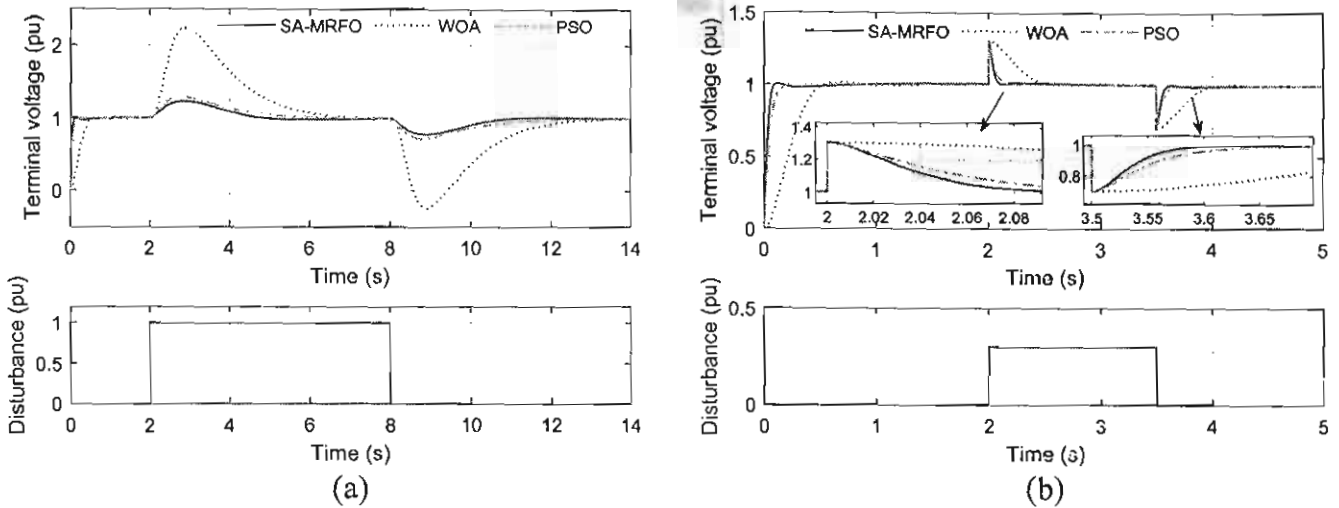 SA-MRFO WOA PSO
Terminal voltage (pu)
2
1
0
0 2 4 6 8 10 12 14
Time (s)
Disturbance (pu)
1
0.5
0
0 2 4 6 8 10 12 14
Time (s)
(a)
SA-MRFO WOA PSO
Terminal voltage (pu)
1.5
1
0.5
0
1.4
1.2
1
2 2.02 2.04 2.06 2.08
1
0.8
3.5 3.55 3.6 3.65
0 1 2 3 4 5
Time (s)
Disturbance (pu)
0.5
0
0 1 2 3 4 5
Time (s)
(b)